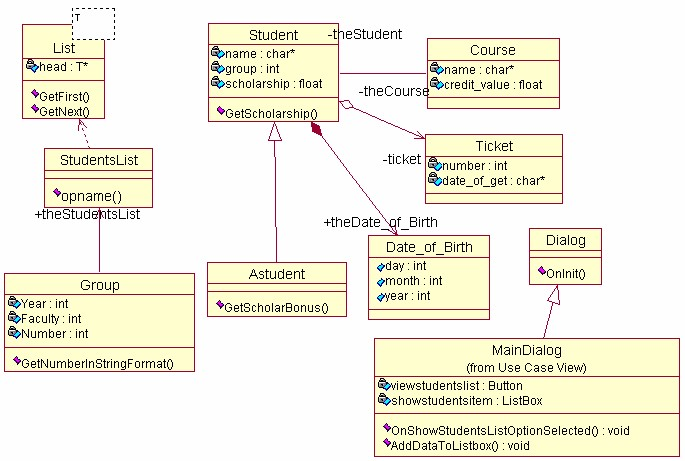 T
List
head : T*
GetFirst()
GetNext()
StudentsList
opname()
+theStudentsList
Group
Year : int
Faculty : int
Number : int
GetNumberInStringFormat()
Student
name : char*
group : int
scholarship : float
GetScholarship()
-theStudent
-theCourse
Course
name : char*
credit_value : float
-ticket
Ticket
number : int
date_of_get : char*
+theDate_of_Birth
Date_of_Birth
day : int
month : int
year : int
Astudent
GetScholarBonus()
Dialog
OnInit()
MainDialog
(from Use Case View)
viewstudentslist : Button
showstudentsitem : ListBox
OnShowStudentsListOptionSelected() : void
AddDataToListbox() : void